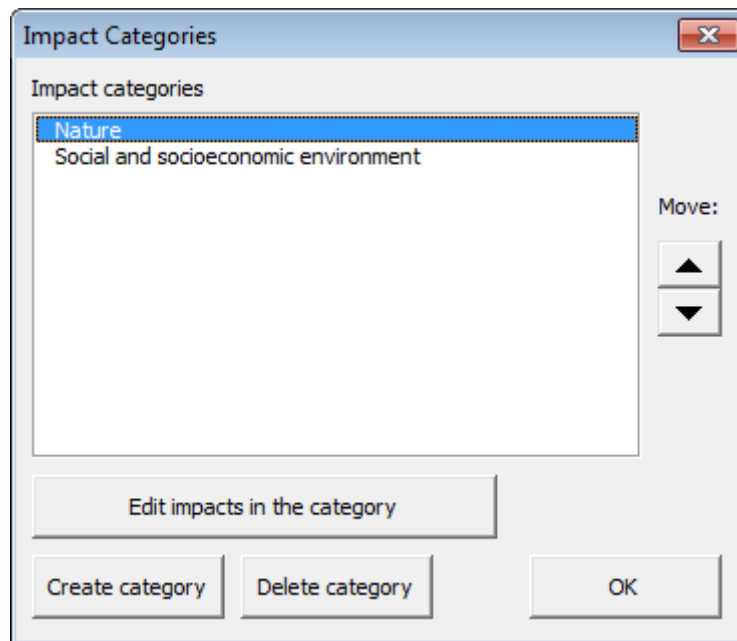 Impact Categories
Impact categories
Nature
Social and socioeconomic environment
Move:
Edit impacts in the category
Create category
Delete category
OK